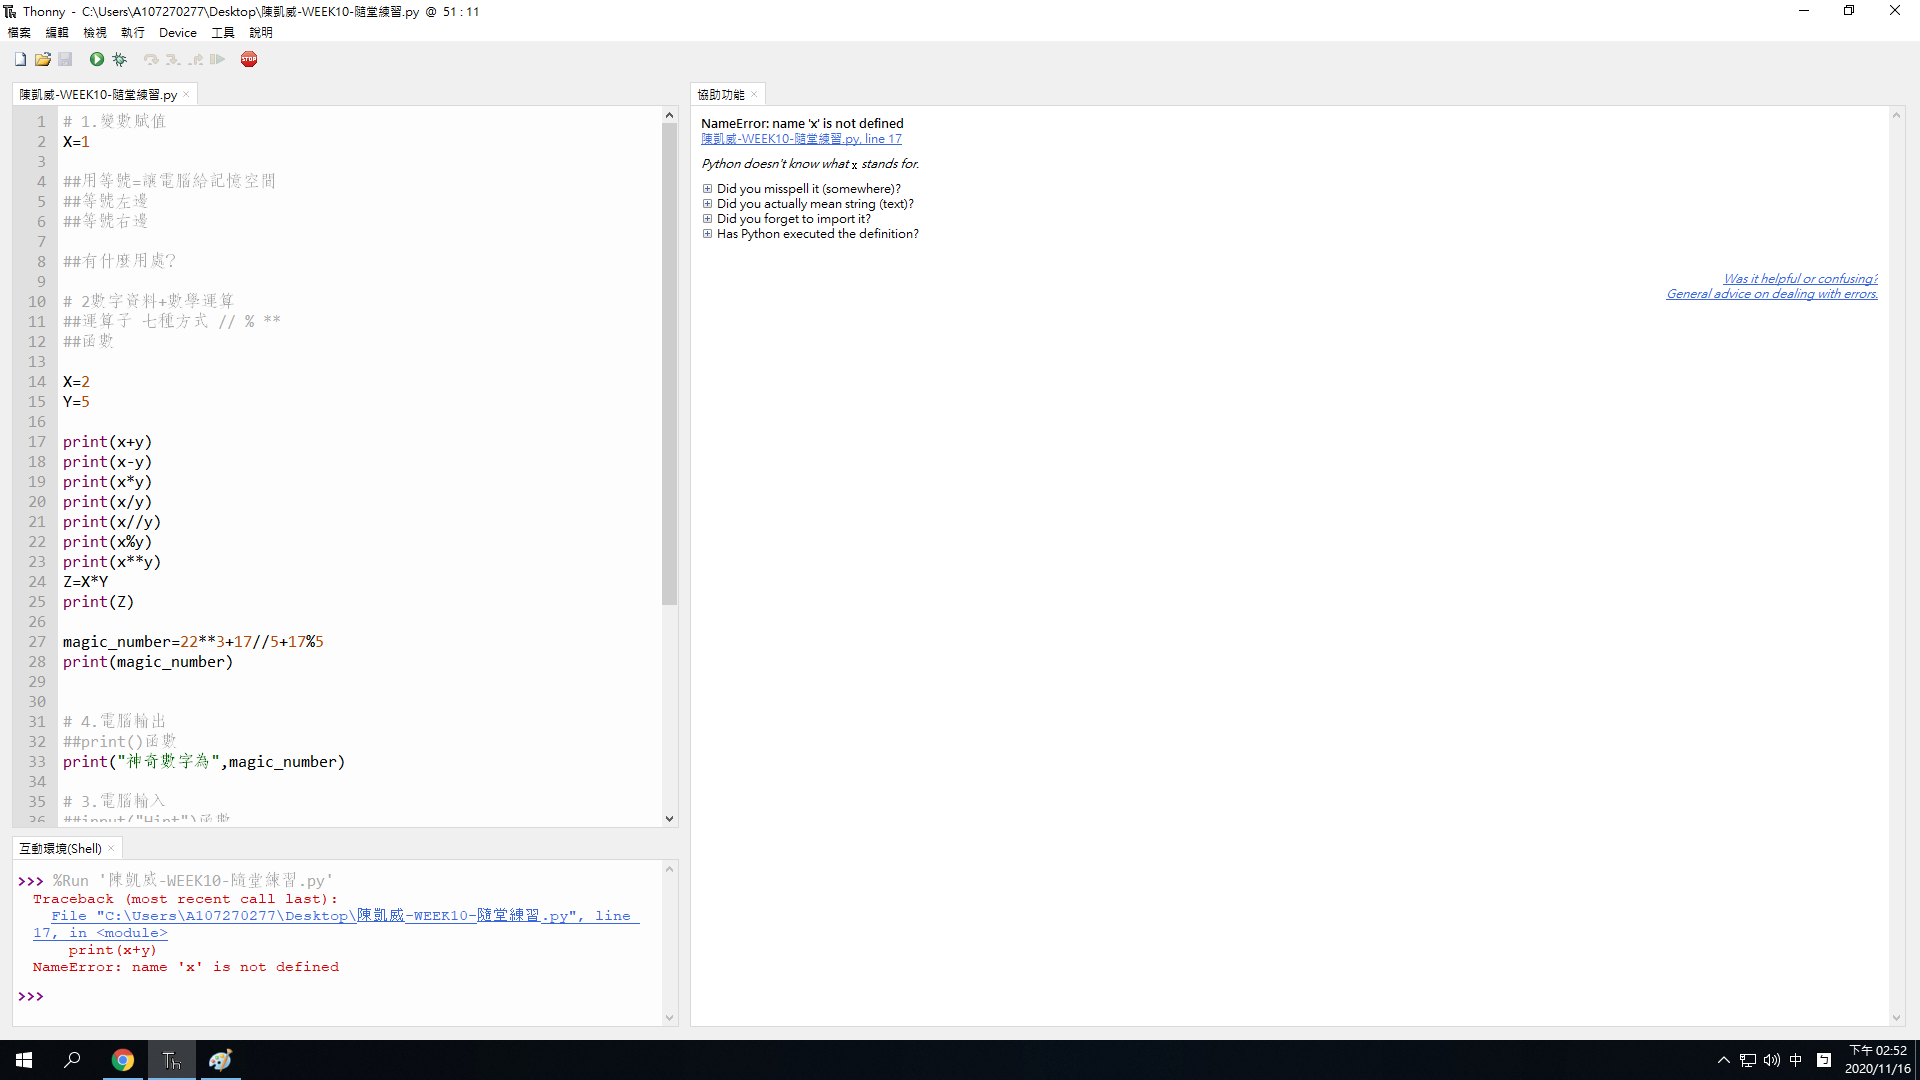 Thonny - C:\Users\A107270277\Desktop\陳凱威-WEEK10-隨堂練習.py @ 51 : 11
檔案 編輯 檢視 執行 Device 工具 說明
STOP
陳凱威-WEEK10-隨堂練習.py ×
1 # 1.變數賦值
2 X=1
3
4 ##用等號=讓電腦給記憶空間
5 ##等號左邊
6 ##等號右邊
7
8 ##有什麼用處?
9
10 # 2數字資料+數學運算
11 ##運算子 七種方式 // % **
12 ##函數
13
14 X=2
15 Y=5
16
17 print(x+y)
18 print(x-y)
19 print(x*y)
20 print(x/y)
21 print(x//y)
22 print(x%y)
23 print(x**y)
24 Z=X*Y
25 print(Z)
26
27 magic_number=22**3+17//5+17%5
28 print(magic_number)
29
30
31 # 4.電腦輸出
32 ##print()函數
33 print("神奇數字為",magic_number)
34
35 # 3.電腦輸入
36 ##input("Hint")函數
互動環境(Shell) ×
>>> %Run '陳凱威-WEEK10-隨堂練習.py'
Traceback (most recent call last):
File "C:\Users\A107270277\Desktop\陳凱威-WEEK10-隨堂練習.py", line
17, in <module>
print(x+y)
NameError: name 'x' is not defined
>>>
協助功能 ×
NameError: name 'x' is not defined
陳凱威-WEEK10-隨堂練習.py, line 17
Python doesn't know what x stands for.
Did you misspell it (somewhere)?
Did you actually mean string (text)?
Did you forget to import it?
Has Python executed the definition?
Was it helpful or confusing?
General advice on dealing with errors.
Th
中
ㄅ
下午 02:52
2020/11/16